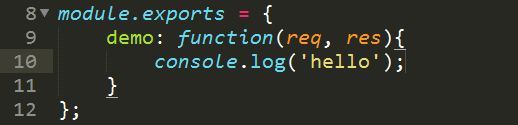 8 module.exports = {
9     demo: function(req, res){
10         console.log('hello');
11     }
12 };